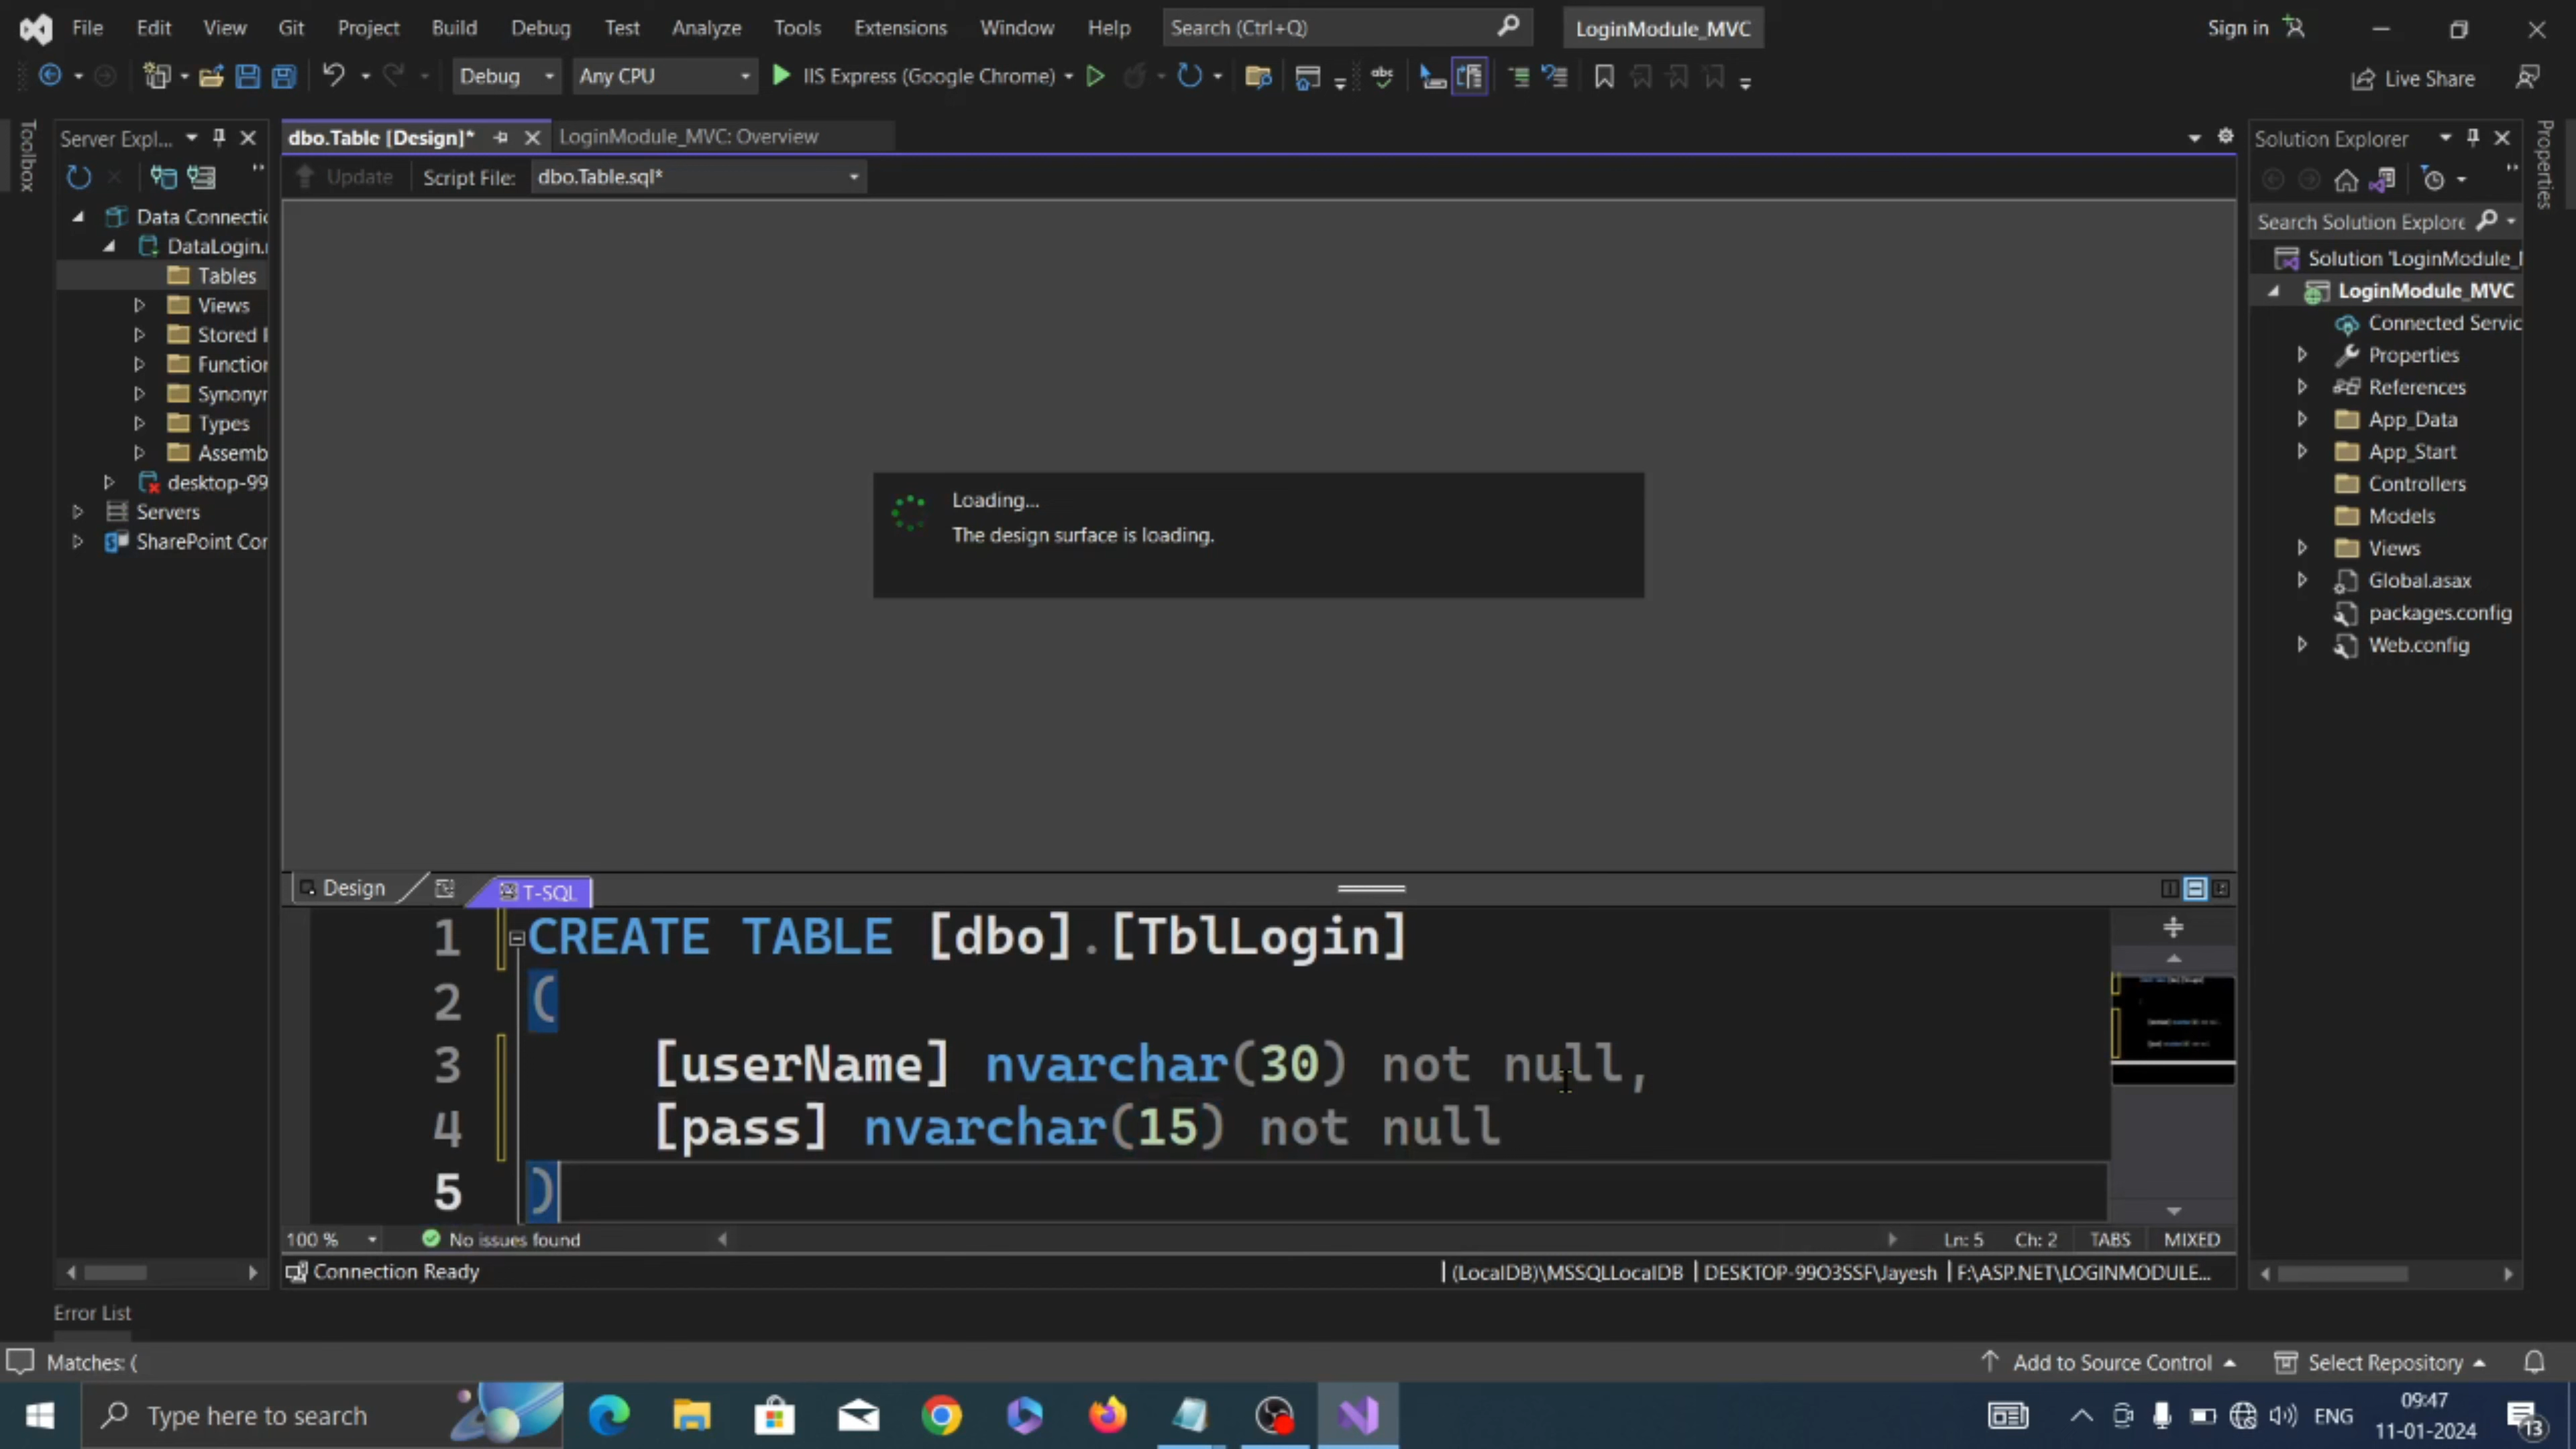 File Edit View Git Project Build Debug Test Analyze Tools Extensions Window Help Search (Ctrl+Q) LoginModule_MVC Sign in
Debug Any CPU IIS Express (Google Chrome) Live Share
Toolbox
Server Expl...
dbo.Table [Design]* LoginModule_MVC: Overview
Update Script File: dbo.Table.sql*
Data Connectic
DataLogin.
Tables
Views
Stored
Function
Synonyr
Types
Assemb
desktop-99
Servers
SharePoint Cor
Loading...
The design surface is loading.
Design T-SQL
1 CREATE TABLE [dbo].[TblLogin]
2 (
3 [userName] nvarchar(30) not null,
4 [pass] nvarchar(15) not null
5 )
100 % No issues found Ln: 5 Ch: 2 TABS MIXED
Connection Ready (LocalDB)\MSSQLLocalDB DESKTOP-99O3SSF\Jayesh F:\ASP.NET\LOGINMODULE...
Solution Explorer
Search Solution Explore
Solution 'LoginModule_
LoginModule_MVC
Connected Servic
Properties
References
App_Data
App_Start
Controllers
Models
Views
Global.asax
packages.config
Web.config
Properties
Error List
Matches: ( Add to Source Control Select Repository
Type here to search ENG 09:47
11-01-2024 13